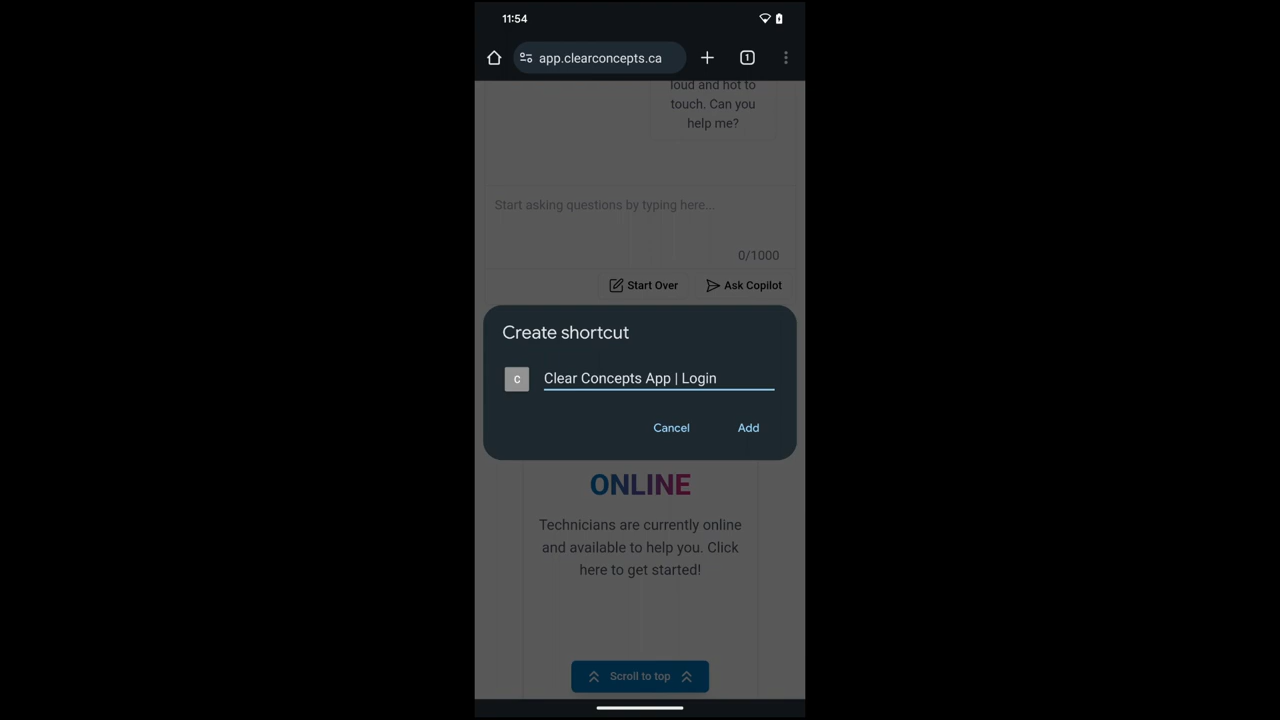 11:54
app.clearconcepts.ca
1
loud and hot to
touch. Can you
help me?
Start asking questions by typing here...
0/1000
Start Over
Ask Copilot
Create shortcut
C
Clear Concepts App | Login
Cancel
Add
ONLINE
Technicians are currently online
and available to help you. Click
here to get started!
Scroll to top